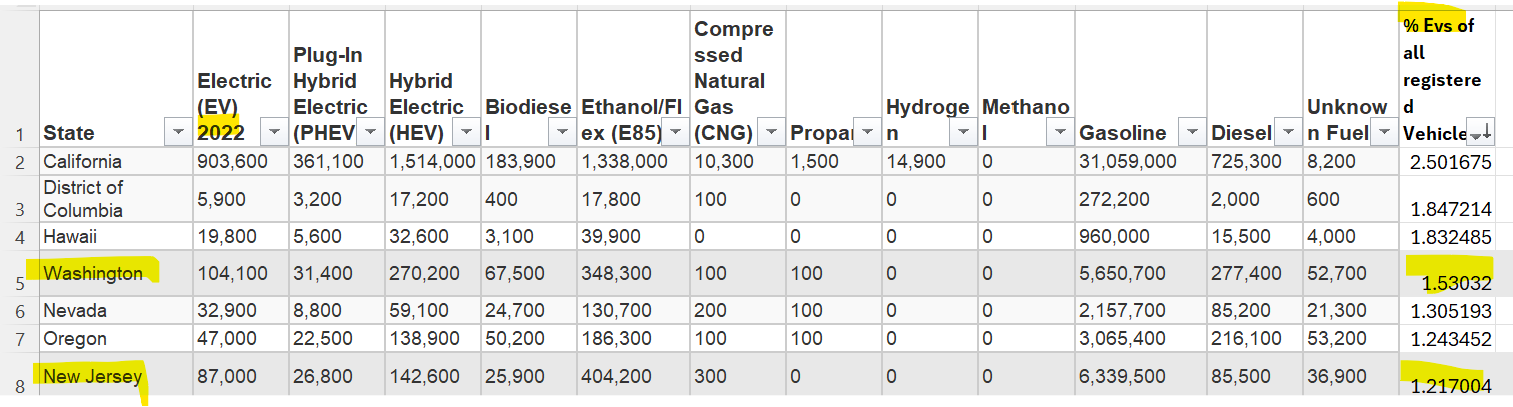 1 State Electric (EV) 2022 Plug-In Hybrid Electric (PHEV Hybrid Electric (HEV) Biodiese l Ethanol/Fl ex (E85) Compre ssed Natural Gas (CNG) Propa Hydroge n Methano l Gasoline Diesel Unknow n Fuel % Evs of all registere d Vehicle
2 California 903,600 361,100 1,514,000 183,900 1,338,000 10,300 1,500 14,900 0 31,059,000 725,300 8,200 2.501675
3 District of Columbia 5,900 3,200 17,200 400 17,800 100 0 0 0 272,200 2,000 600 1.847214
4 Hawaii 19,800 5,600 32,600 3,100 39,900 0 0 0 0 960,000 15,500 4,000 1.832485
5 Washington 104,100 31,400 270,200 67,500 348,300 100 100 0 0 5,650,700 277,400 52,700 1.53032
6 Nevada 32,900 8,800 59,100 24,700 130,700 200 100 0 0 2,157,700 85,200 21,300 1.305193
7 Oregon 47,000 22,500 138,900 50,200 186,300 100 100 0 0 3,065,400 216,100 53,200 1.243452
8 New Jersey 87,000 26,800 142,600 25,900 404,200 300 0 0 0 6,339,500 85,500 36,900 1.217004